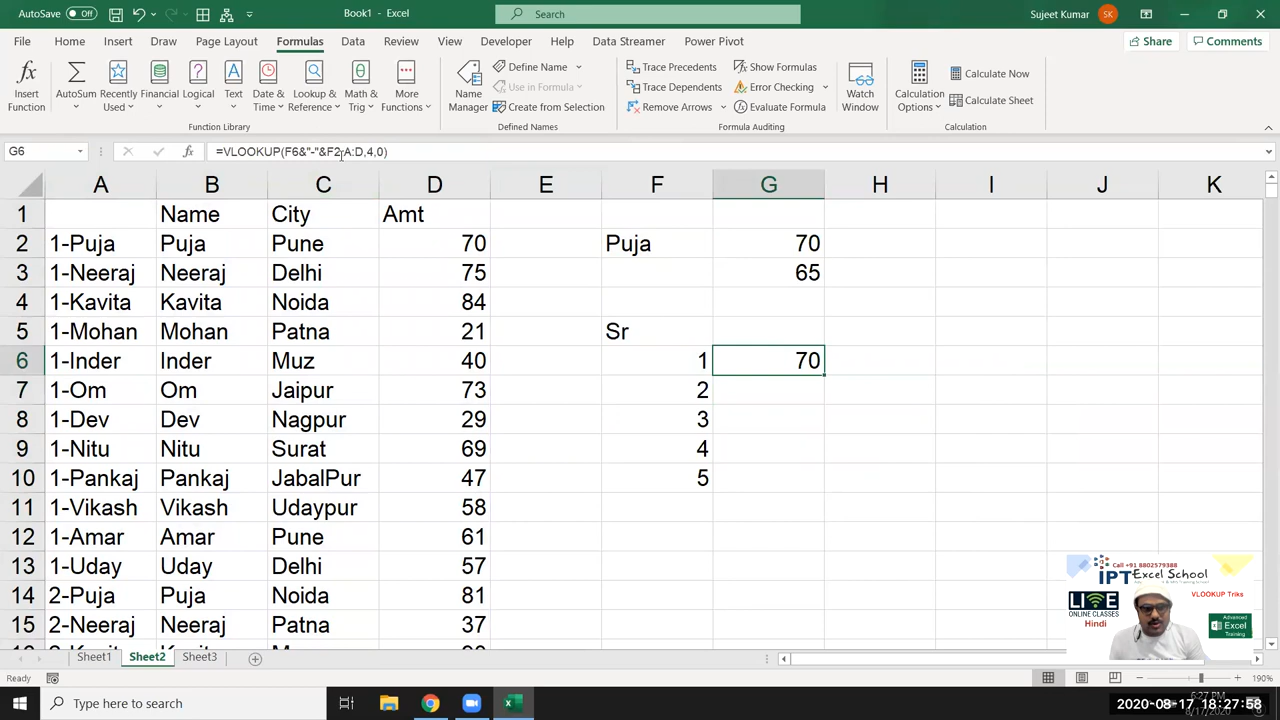 AutoSave Off Book1 - Excel Search Sujeet Kumar SK
File Home Insert Draw Page Layout Formulas Data Review View Developer Help Data Streamer Power Pivot Share Comments
Insert Function
AutoSum
Recently Used
Financial
Logical
Text
Date & Time
Lookup & Reference
Math & Trig
More Functions
Function Library
Name Manager
Define Name
Use in Formula
Create from Selection
Defined Names
Trace Precedents
Trace Dependents
Remove Arrows
Show Formulas
Error Checking
Evaluate Formula
Formula Auditing
Watch Window
Calculation Options
Calculate Now
Calculate Sheet
Calculation
G6 fx =VLOOKUP(F6&"-"&F2,A:D,4,0)
A B C D E F G H I J K
1 Name City Amt
2 1-Puja Puja Pune 70 Puja 70
3 1-Neeraj Neeraj Delhi 75 65
4 1-Kavita Kavita Noida 84
5 1-Mohan Mohan Patna 21 Sr
6 1-Inder Inder Muz 40 1 70
7 1-Om Om Jaipur 73 2
8 1-Dev Dev Nagpur 29 3
9 1-Nitu Nitu Surat 69 4
10 1-Pankaj Pankaj JabalPur 47 5
11 1-Vikash Vikash Udaypur 58
12 1-Amar Amar Pune 61
13 1-Uday Uday Delhi 57
14 2-Puja Puja Noida 81
15 2-Neeraj Neeraj Patna 37
Call +91 8802579388
IPT Excel School
LIVE
ONLINE CLASSES
Hindi
VLOOKUP Triks
Advanced
Excel
Training
Sheet1 Sheet2 Sheet3
Ready 190%
Type here to search
2020-08-17 18:27:58